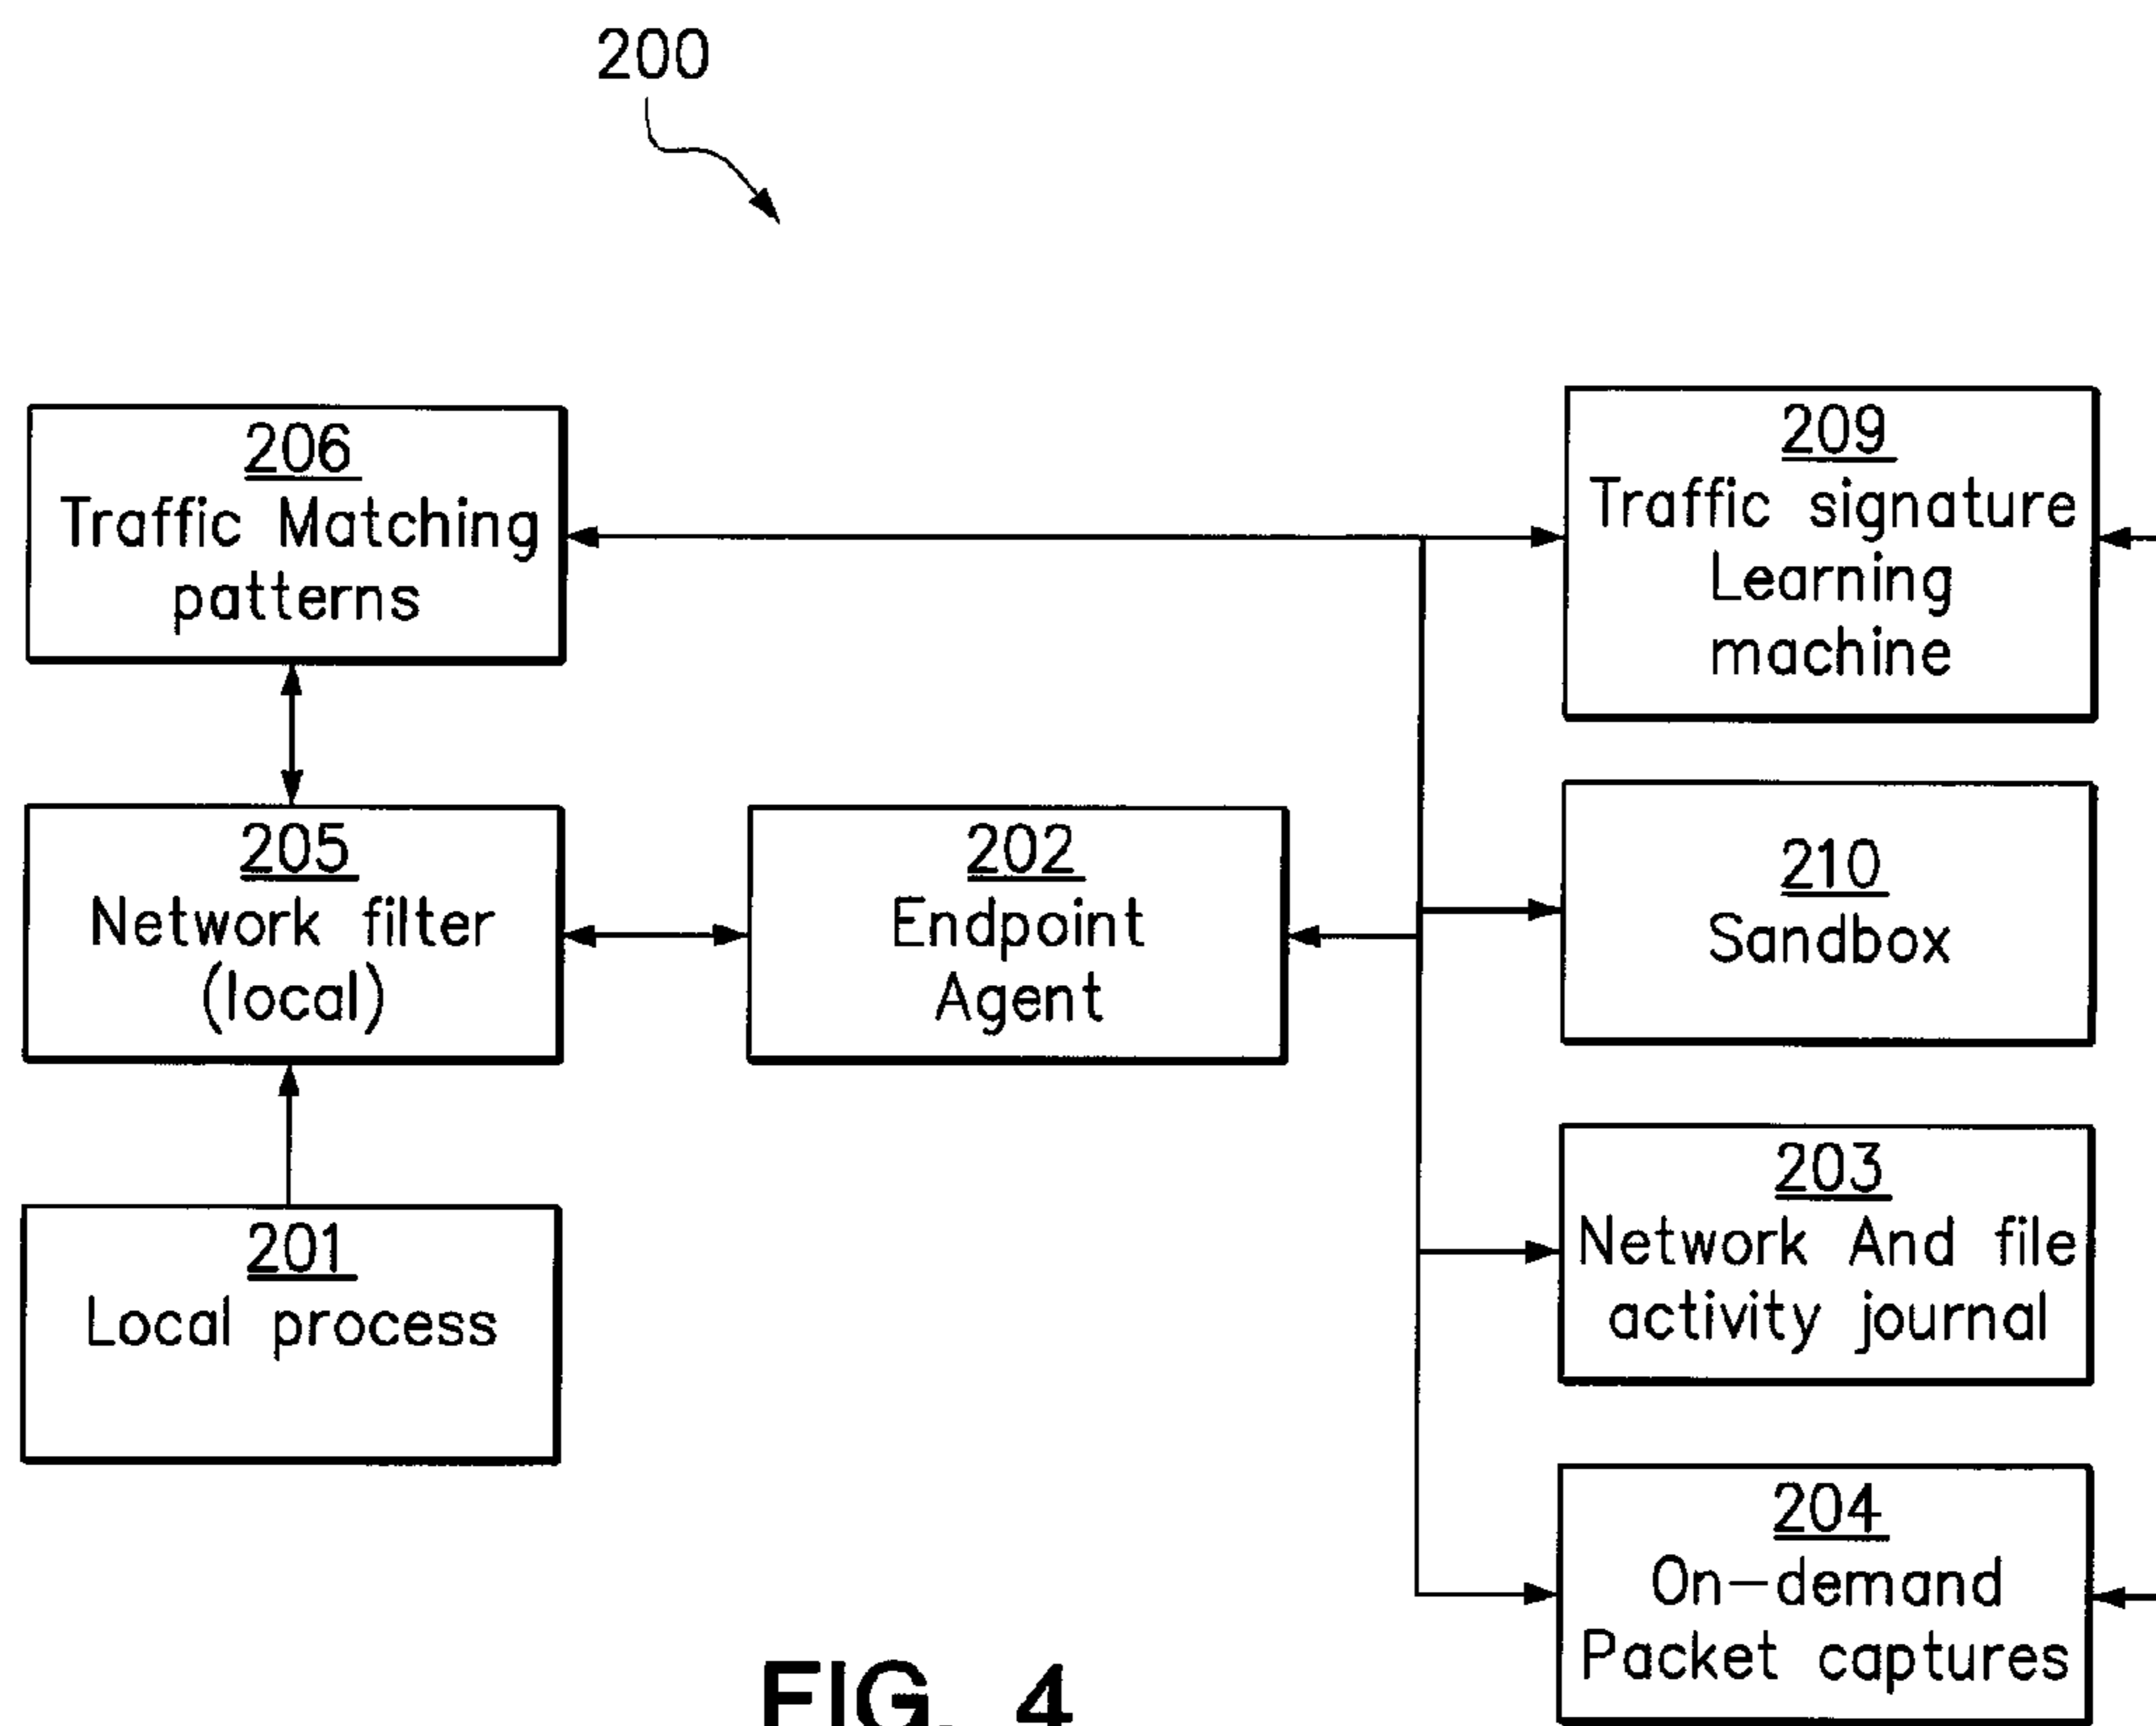 200
206
Traffic Matching
patterns
209
Traffic signature
Learning
machine
205
Network filter
(local)
202
Endpoint
Agent
210
Sandbox
201
Local process
203
Network And file
activity journal
204
On-demand
Packet captures
FIG. 4